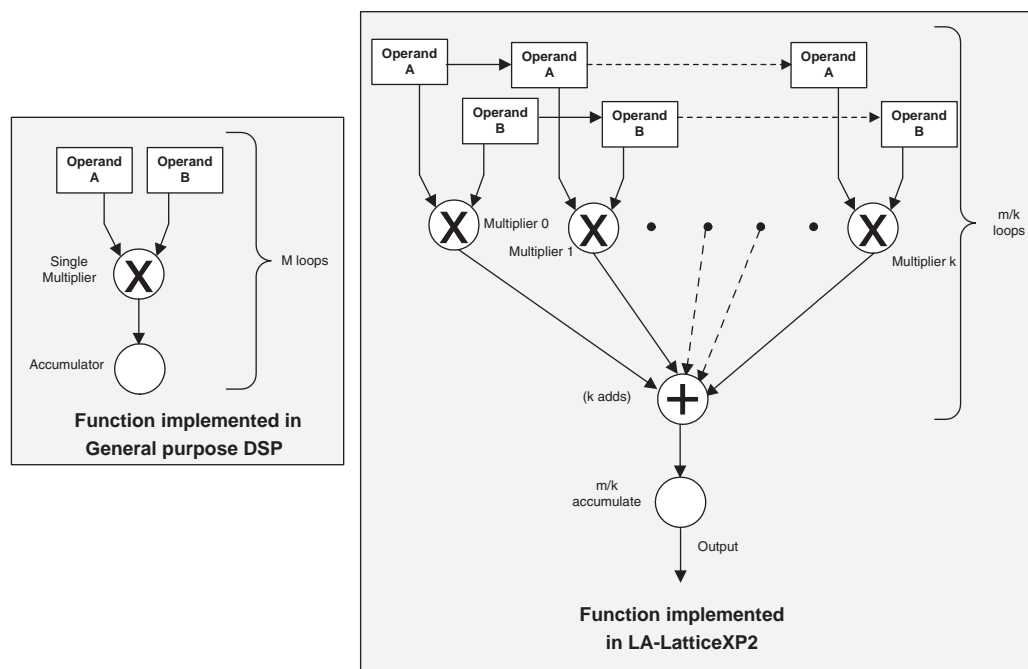 Operand
A
Operand
B
Single
Multiplier
X
M loops
Accumulator
Function implemented in
General purpose DSP
Operand
A
Operand
A
Operand
A
Operand
B
Operand
B
Operand
B
X
Multiplier 0
X
Multiplier 1
X
Multiplier k
m/k
loops
(k adds)
+
m/k
accumulate
Output
Function implemented
in LA-LatticeXP2